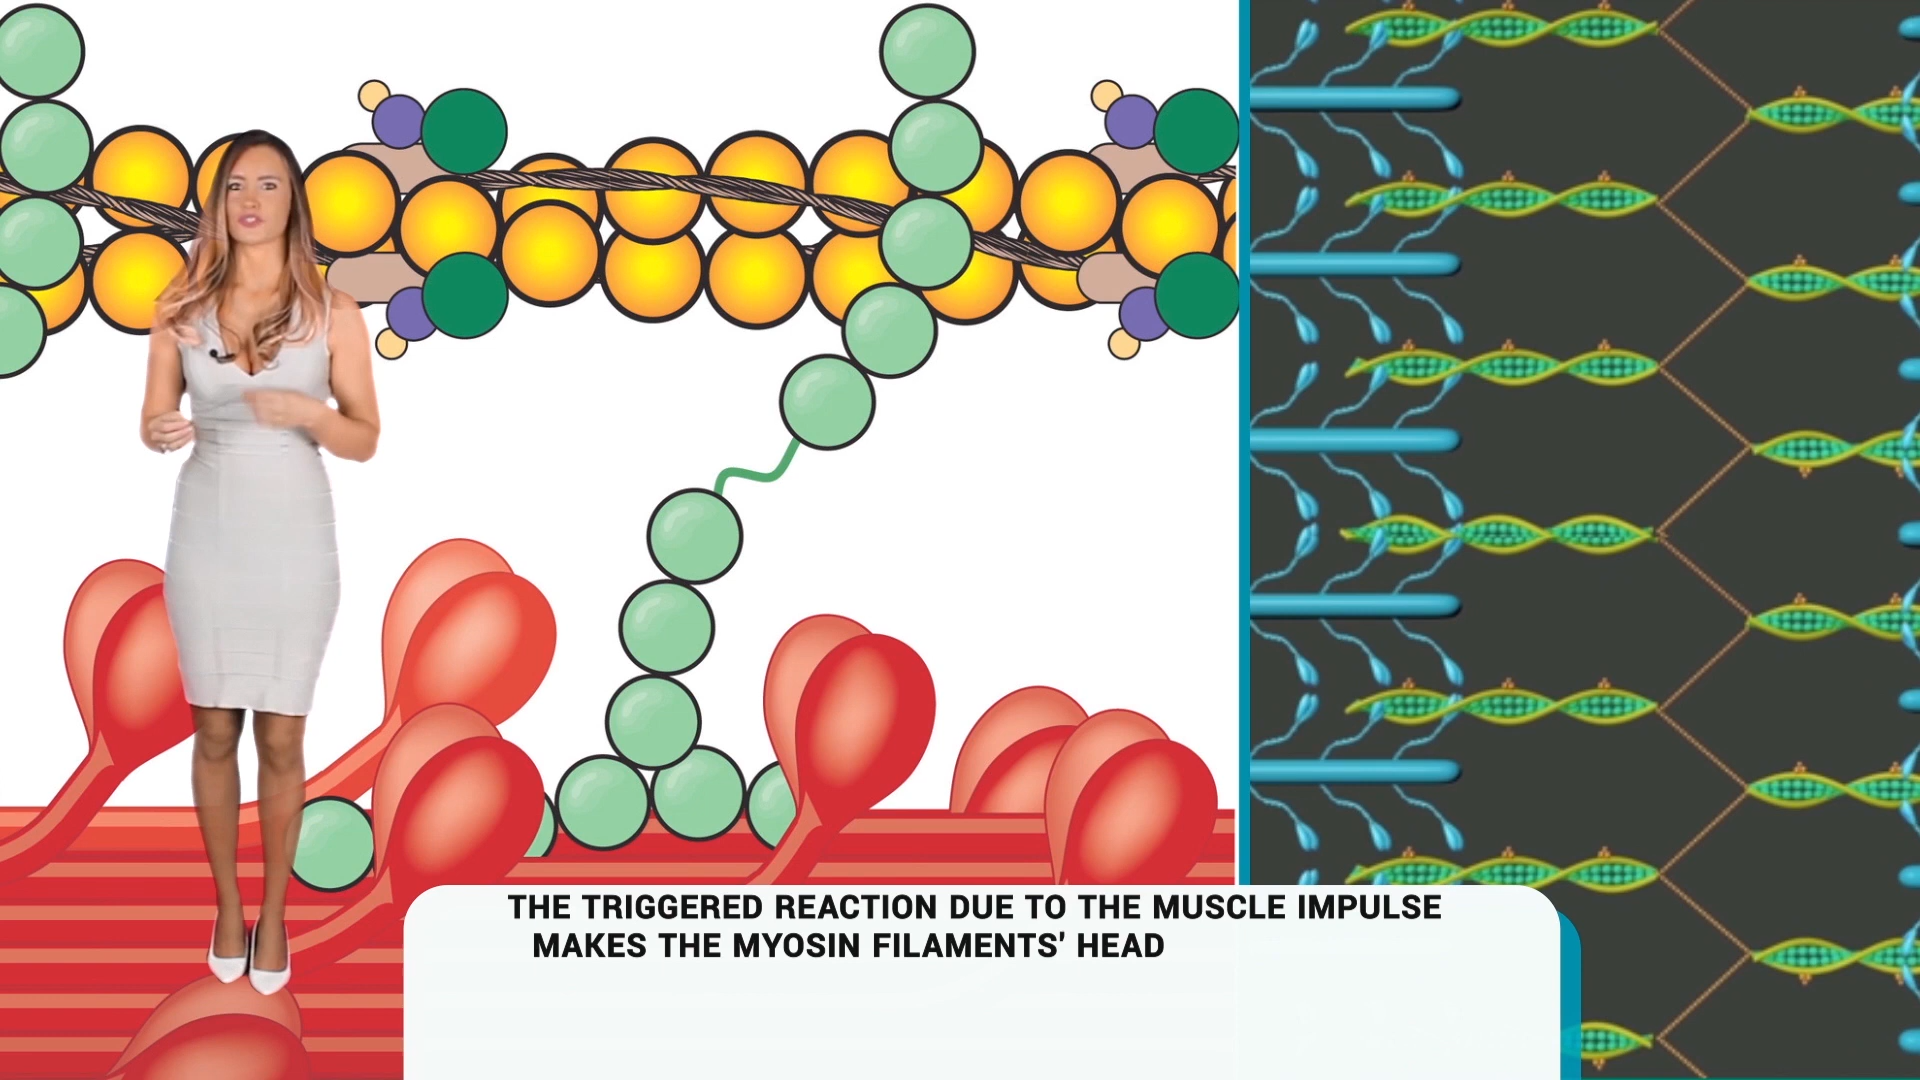 THE TRIGGERED REACTION DUE TO THE MUSCLE IMPULSE
MAKES THE MYOSIN FILAMENTS' HEAD